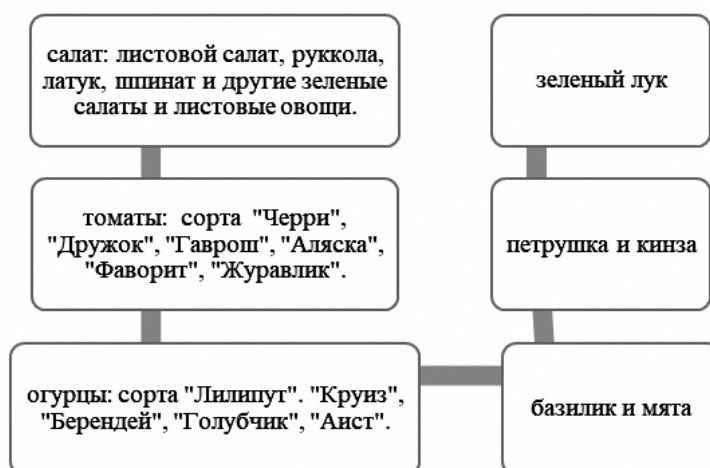 салат: листовой салат, руккола,
латук, шпинат и другие зеленые
салаты и листовые овощи.
томаты: сорта "Черри",
"Дружок", "Гаврош", "Аляска",
"Фаворит", "Журавлик".
огурцы: сорта "Лилипут". "Круиз",
"Берендей", "Голубчик", "Аист".
базилик и мята
петрушка и кинза
зеленый лук